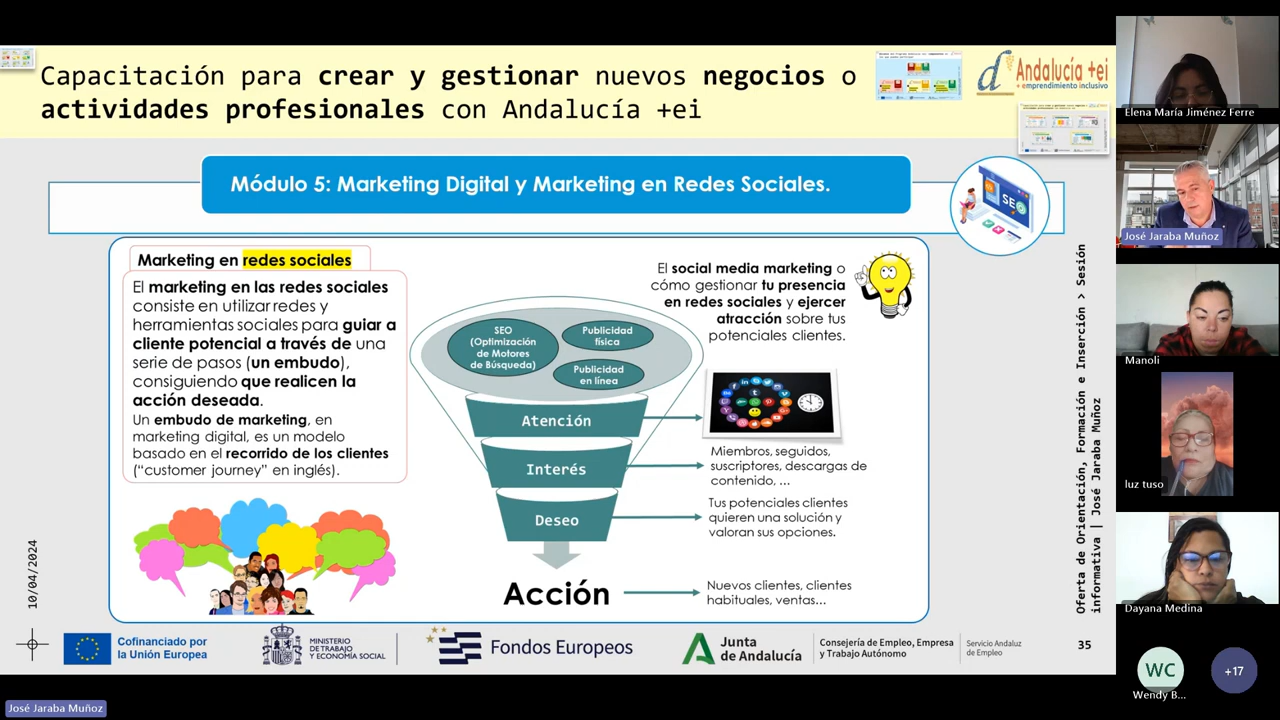 Capacitación para crear y gestionar nuevos negocios o
actividades profesionales con Andalucía +ei
Andalucía +ei
+ emprendimiento inclusivo
Módulo 5: Marketing Digital y Marketing en Redes Sociales.
SEO
Marketing en redes sociales
El marketing en las redes sociales
consiste en utilizar redes y
herramientas sociales para guiar a
cliente potencial a través de una
serie de pasos (un embudo),
consiguiendo que realicen la
acción deseada.
Un embudo de marketing, en
marketing digital, es un modelo
basado en el recorrido de los clientes
(“customer journey” en inglés).
SEO
(Optimización
de Motores
de Búsqueda)
Publicidad
física
Publicidad
en línea
Atención
Interés
Deseo
Acción
El social media marketing o
cómo gestionar tu presencia
en redes sociales y ejercer
atracción sobre tus
potenciales clientes.
Miembros, seguidos,
suscriptores, descargas de
contenido, ...
Tus potenciales clientes
quieren una solución y
valoran sus opciones.
Nuevos clientes, clientes
habituales, ventas...
10/04/2024
Oferta de Orientación, Formación e Inserción > Sesión
informativa | José Jaraba Muñoz
35
Cofinanciado por
la Unión Europea
MINISTERIO
DE TRABAJO
Y ECONOMÍA SOCIAL
Fondos Europeos
Junta
de Andalucía
Consejería de Empleo, Empresa
y Trabajo Autónomo
Servicio Andaluz
de Empleo
José Jaraba Muñoz
Elena María Jiménez Ferre
José Jaraba Muñoz
Manoli
luz tuso
Dayana Medina
WC
Wendy B...
+17